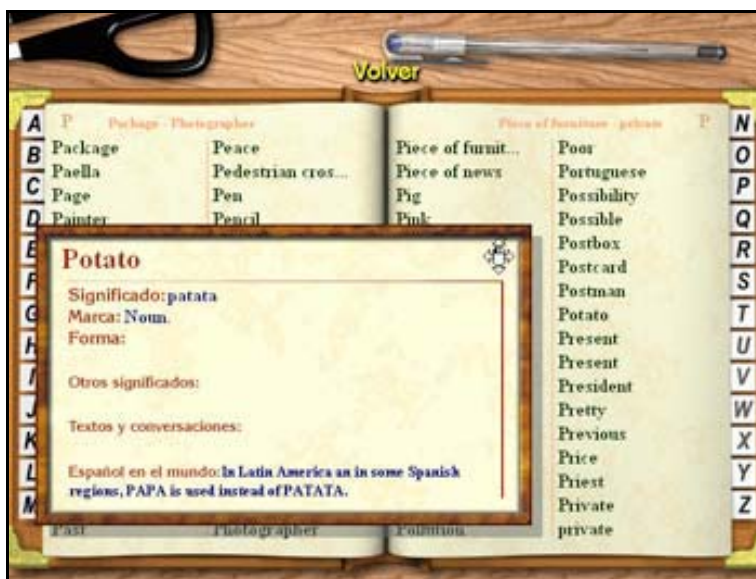 Volver
P Package - Photographer
Piece of furniture - private P
A
B
C
D
E
F
G
H
I
J
K
L
M
Package
Paella
Page
Painter
Past
Peace
Pedestrian cros...
Pen
Pencil
Photographer
Piece of furnit...
Piece of news
Pig
Pink
Pollution
Poor
Portuguese
Possibility
Possible
Postbox
Postcard
Postman
Potato
Present
Present
President
Pretty
Previous
Price
Priest
Private
private
N
O
P
Q
R
S
T
U
V
W
X
Y
Z
Potato
Significado: patata
Marca: Noun.
Forma:
Otros significados:
Textos y conversaciones:
Español en el mundo: In Latin America an in some Spanish
regions, PAPA is used instead of PATATA.